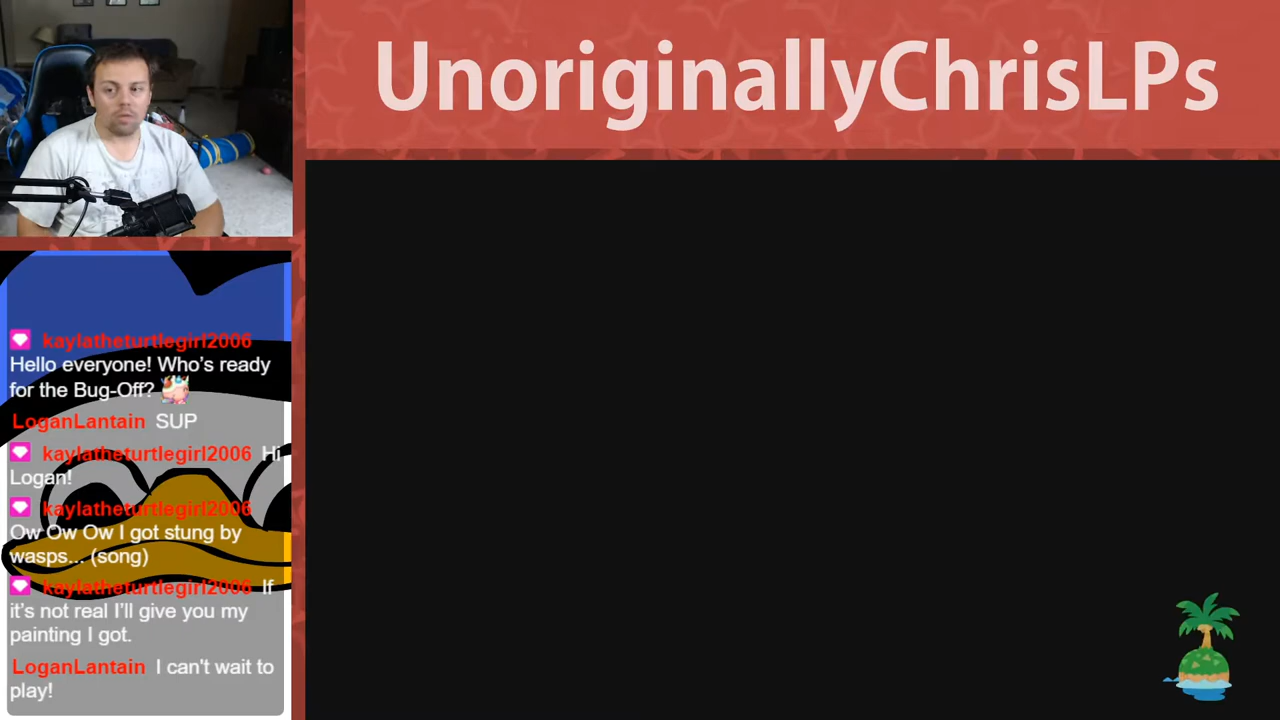 UnoriginallyChrisLPs
kaylatheturtlegirl2006
Hello everyone! Who's ready
for the Bug-Off?
LoganLantain SUP
kaylatheturtlegirl2006 Hi
Logan!
kaylatheturtlegirl2006
Ow Ow Ow I got stung by
wasps... (song)
kaylatheturtlegirl2006 If
it's not real I'll give you my
painting I got.
LoganLantain I can't wait to
play!